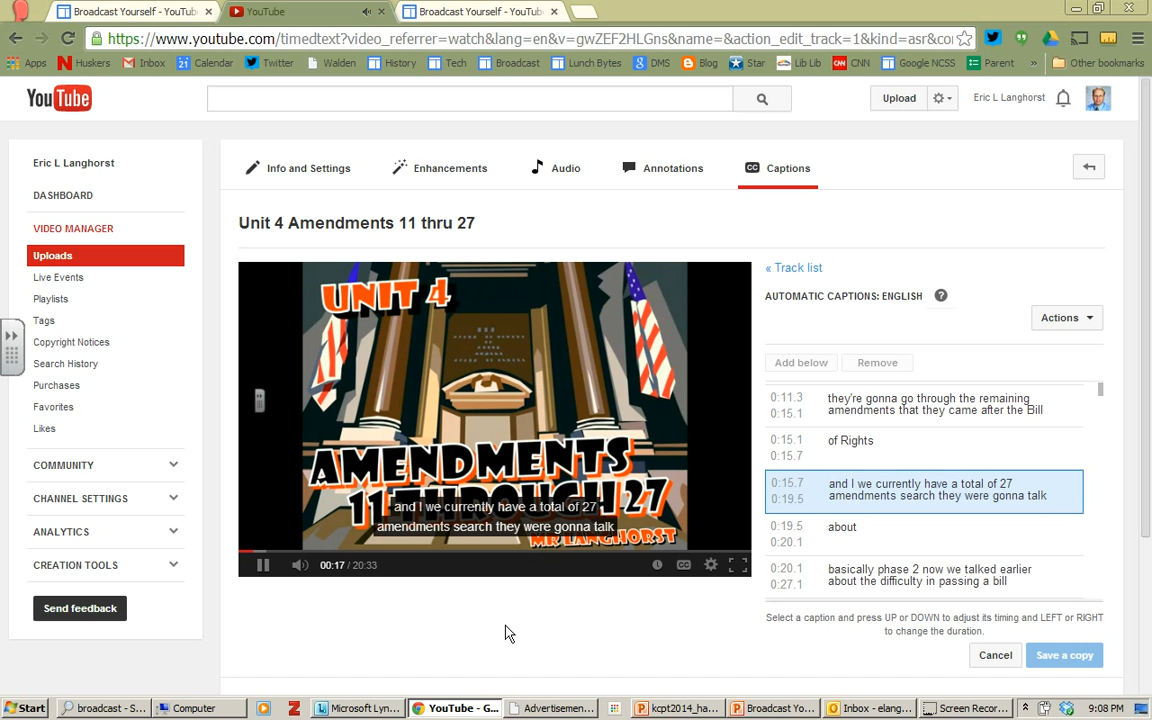 Broadcast Yourself - YouTub
YouTube
Broadcast Yourself - YouTub
https://www.youtube.com/timedtext?video_referrer=watch&lang=en&v=gwZEF2HLGns&name=&action_edit_track=1&kind=asr&co
Apps
Huskers
Inbox
Calendar
Twitter
Walden
History
Tech
Broadcast
Lunch Bytes
DMS
Blog
Star
Lib Lib
CNN
Google NCSS
Parent
»
Other bookmarks
YouTube
Upload
Eric L Langhorst
Eric L Langhorst
DASHBOARD
VIDEO MANAGER
Uploads
Live Events
Playlists
Tags
Copyright Notices
Search History
Purchases
Favorites
Likes
COMMUNITY
CHANNEL SETTINGS
ANALYTICS
CREATION TOOLS
Send feedback
Info and Settings
Enhancements
Audio
Annotations
CC Captions
Unit 4 Amendments 11 thru 27
UNIT 4
AMENDMENTS
11 THROUGH 27
and I we currently have a total of 27
amendments search they were gonna talk
MR LANGHORST
00:17 / 20:33
CC
« Track list
AUTOMATIC CAPTIONS: ENGLISH ?
Actions
Add below
Remove
0:11.3 they're gonna go through the remaining
0:15.1 amendments that they came after the Bill
0:15.1 of Rights
0:15.7
0:15.7 and I we currently have a total of 27
0:19.5 amendments search they were gonna talk
0:19.5 about
0:20.1
0:20.1 basically phase 2 now we talked earlier
0:27.1 about the difficulty in passing a bill
Select a caption and press UP or DOWN to adjust its timing and LEFT or RIGHT
to change the duration.
Cancel
Save a copy
Start
broadcast - S...
Computer
Z
Microsoft Lyn...
YouTube - G...
Advertisemen...
kcpt2014_ha...
Broadcast Yo...
Inbox - elang...
Screen Recor...
9:08 PM